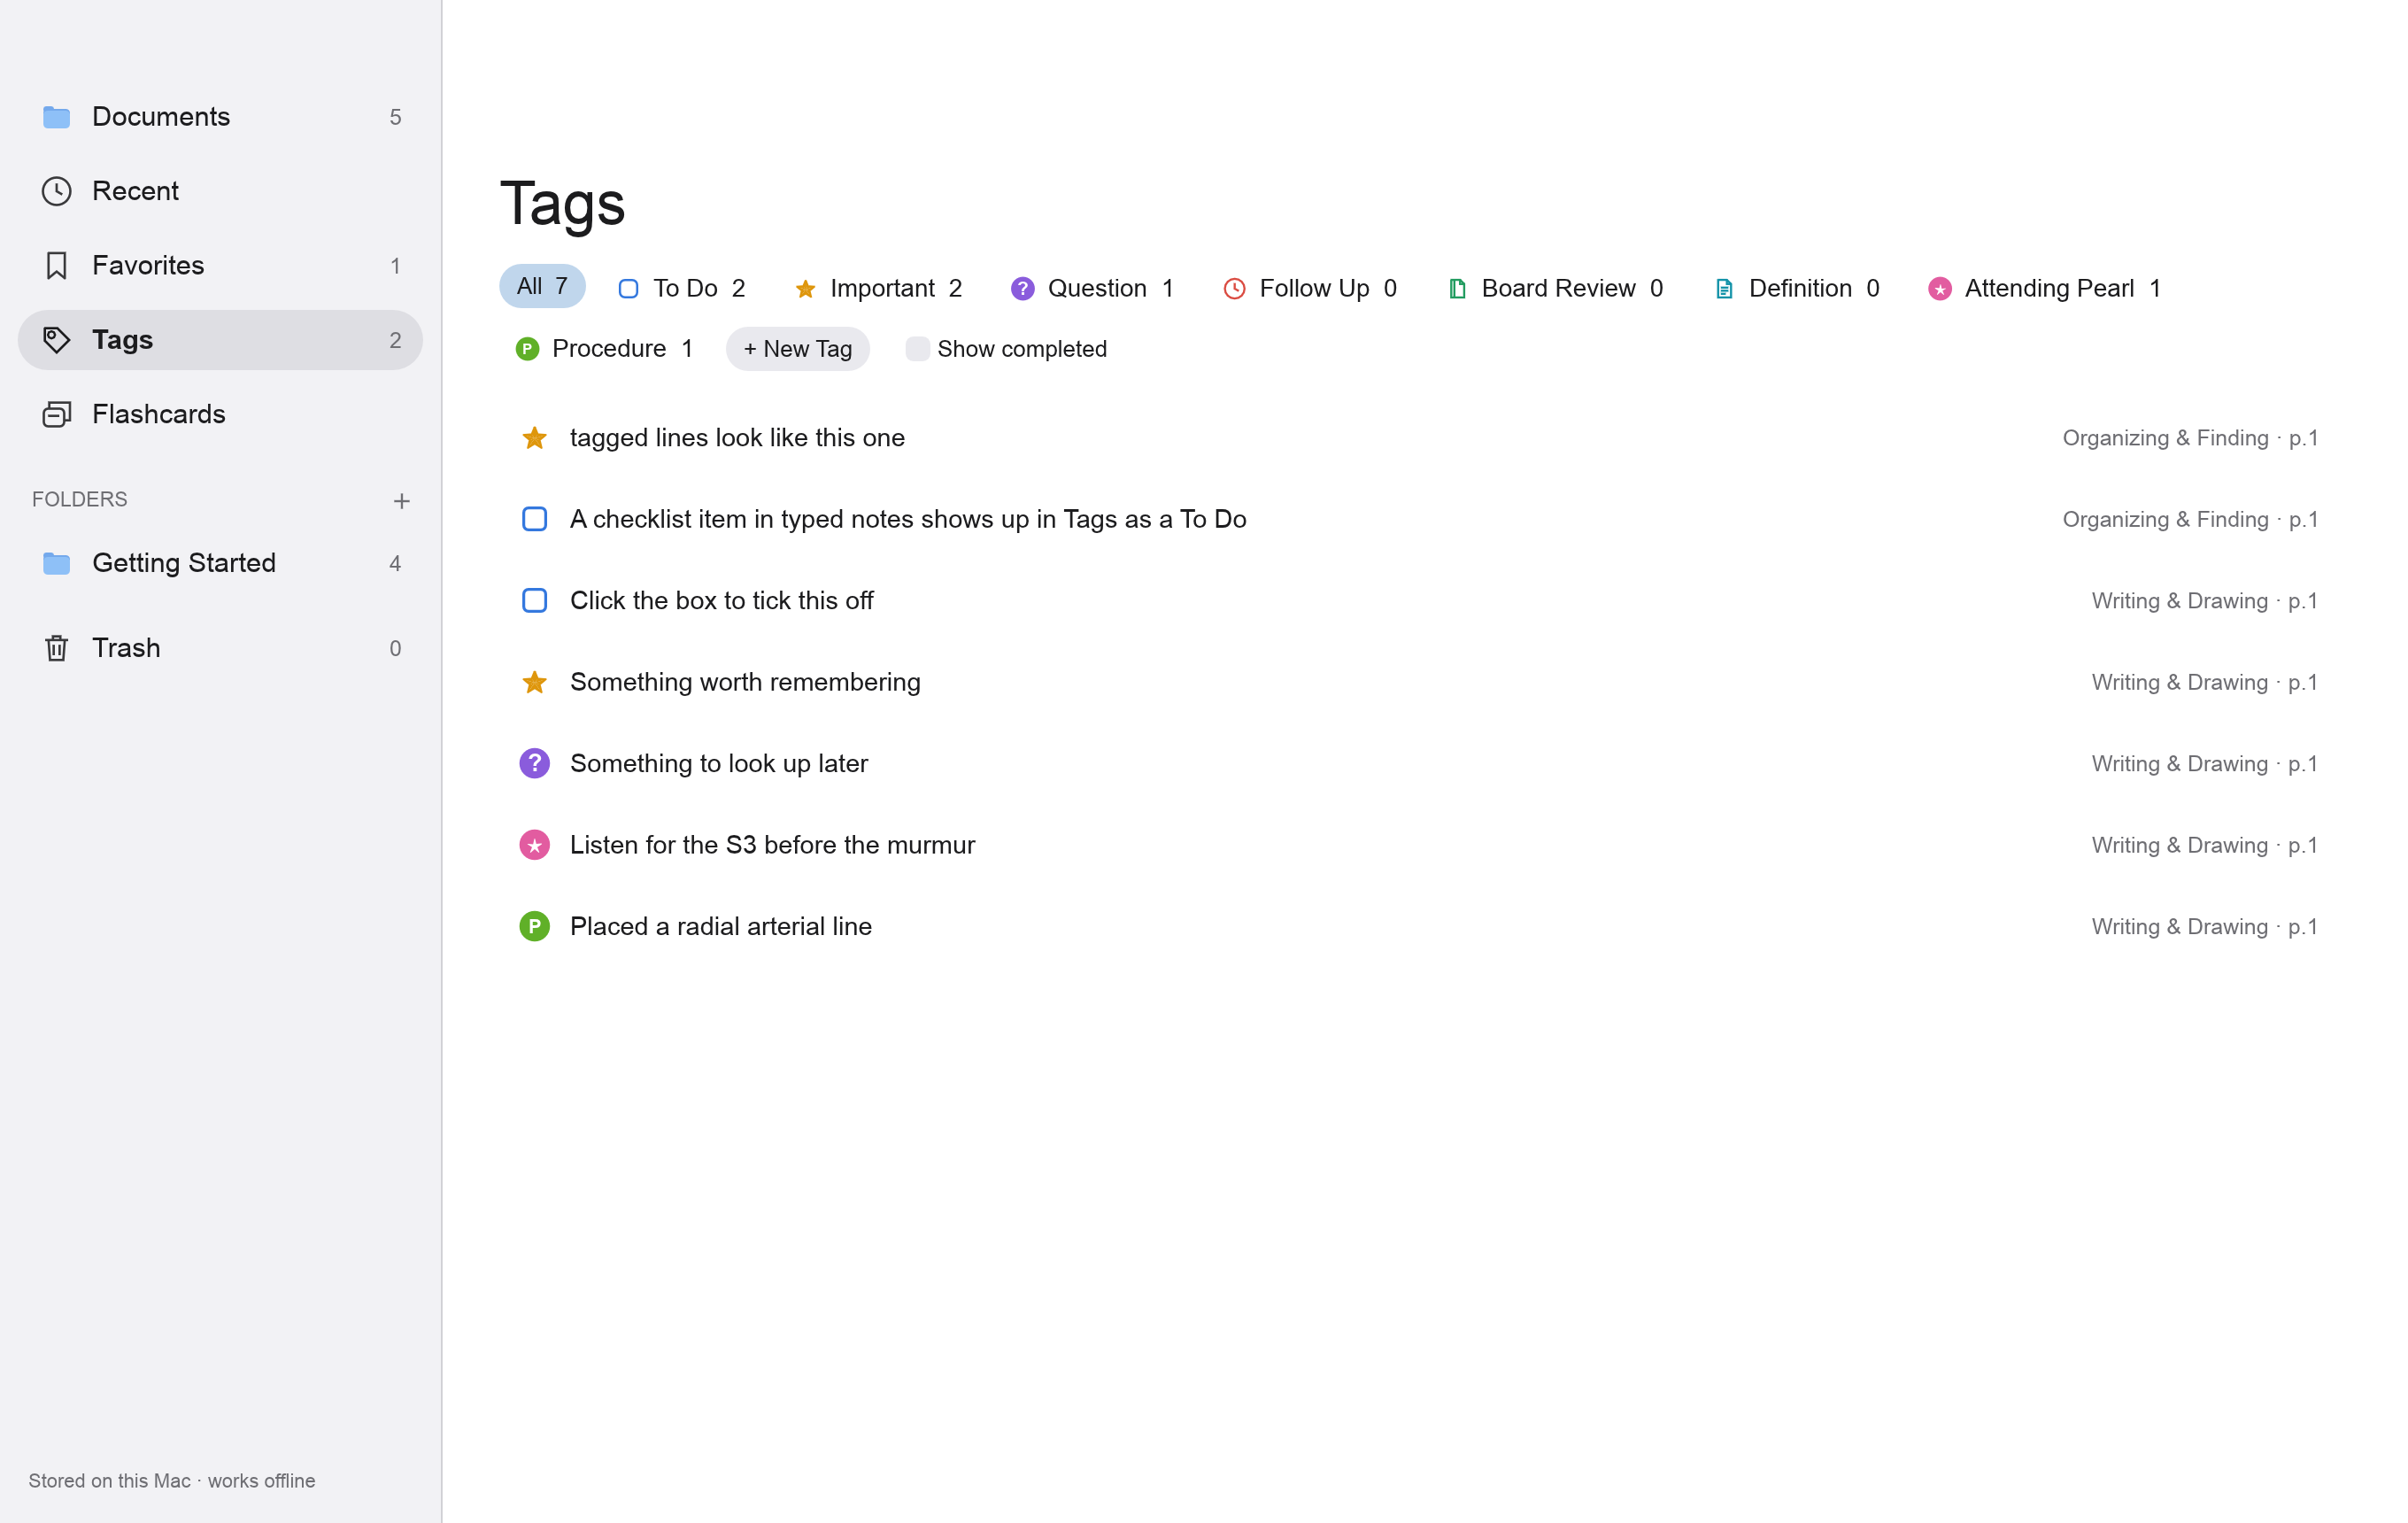 Documents 5
Recent
Favorites 1
Tags 2
Flashcards
FOLDERS +
Getting Started 4
Trash 0
Stored on this Mac · works offline
Tags
All 7 To Do 2 Important 2 ? Question 1 Follow Up 0 Board Review 0 Definition 0 Attending Pearl 1
P Procedure 1 + New Tag Show completed
tagged lines look like this one Organizing & Finding · p.1
A checklist item in typed notes shows up in Tags as a To Do Organizing & Finding · p.1
Click the box to tick this off Writing & Drawing · p.1
Something worth remembering Writing & Drawing · p.1
? Something to look up later Writing & Drawing · p.1
Listen for the S3 before the murmur Writing & Drawing · p.1
P Placed a radial arterial line Writing & Drawing · p.1